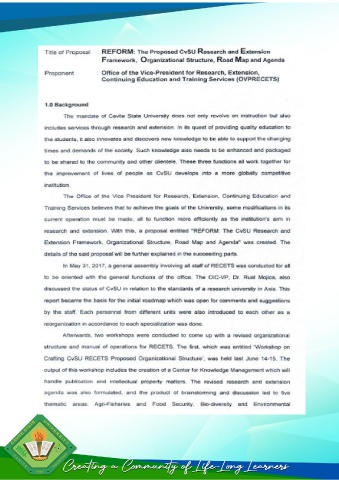 Title of Proposal REFORM: The Proposed CvSU Research and Extension
Framework, Organizational Structure, Road Map and Agenda
Proponent Office of the Vice-President for Research, Extension,
Continuing Education and Training Services (OVPRECETS)
1.0 Background
The mandate of Cavite State University does not only revolve on instruction but also
includes services through research and extension. In its quest of providing quality education to
the students, it also innovates and discovers new knowledge to be able to support the changing
times and demands of the society. Such knowledge also needs to be enhanced and packaged
to be shared to the community and other clientele. These three functions all work together for
the improvement of lives of people as CvSU develops into a more globally competitive
institution.
The Office of the Vice President for Research, Extension, Continuing Education and
Training Services believes that to achieve the goals of the University, some modifications in its
current operation must be made, all to function more efficiently as the institution's arm in
research and extension. With this, a proposal entitled "REFORM: The CvSU Research and
Extension Framework, Organizational Structure, Road Map and Agenda" was created. The
details of the said proposal will be further explained in the succeeding parts.
In May 31, 2017, a general assembly involving all staff of RECETS was conducted for all
to be oriented with the general functions of the office. The OIC-VP, Dr. Ruel Mojica, also
discussed the status of CvSU in relation to the standards of a research university in Asia. This
report became the basis for the initial roadmap which was open for comments and suggestions
by the staff. Each personnel from different units were also introduced to each other as a
reorganization in accordance to each specialization was done.
Afterwards, two workshops were conducted to come up with a revised organizational
structure and manual of operations for RECETS. The first, which was entitled 'Workshop on
Crafting CvSU RECETS Proposed Organizational Structure', was held last June 14-15. The
output of this workshop includes the creation of a Center for Knowledge Management which will
handle publication and intellectual property matters. The revised research and extension
agenda was also formulated, and the product of brainstorming and discussion led to five
thematic areas: Agri-Fisheries and Food Security, Bio-diversity and Environmental
Creating a Community of Life-Long Learners